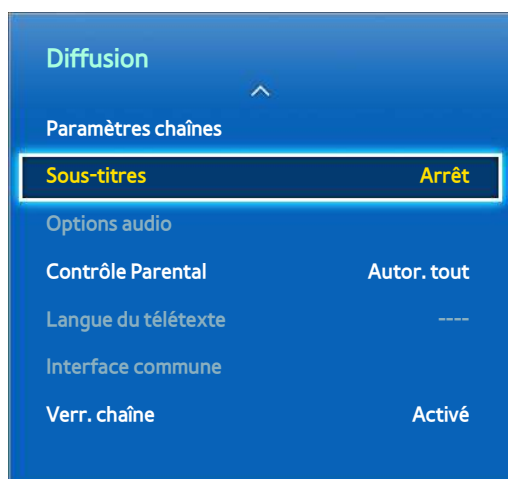 Diffusion
Paramètres chaînes
Sous-titres Arrêt
Options audio
Contrôle Parental Autor. tout
Langue du télétexte ----
Interface commune
Verr. chaîne Activé